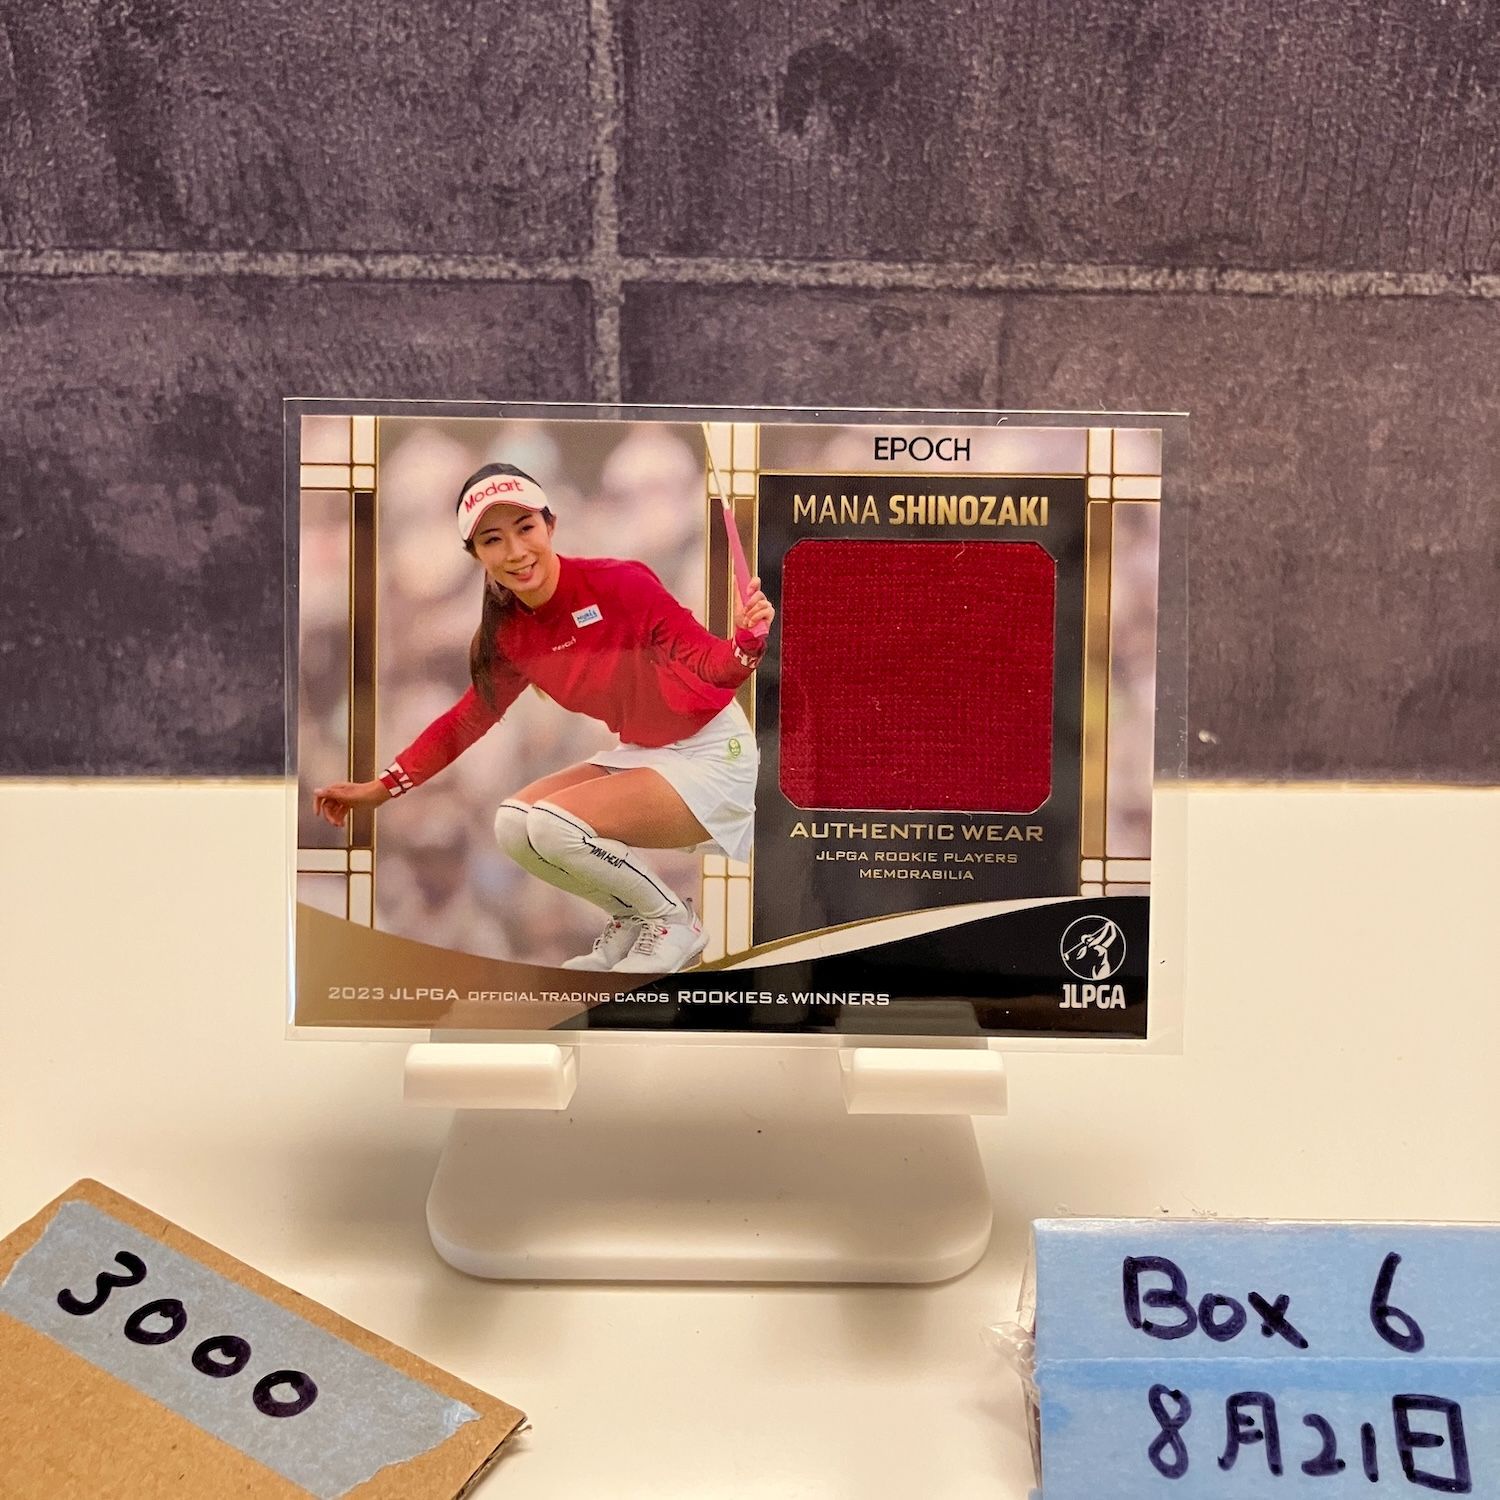 EPOCH
MANA SHINOZAKI
Modart
AUTHENTIC WEAR
JLPGA ROOKIE PLAYERS
MEMORABILIA
2023 JLPGA OFFICIAL TRADING CARDS ROOKIES & WINNERS
JLPGA
3000
Box 6
8月21日